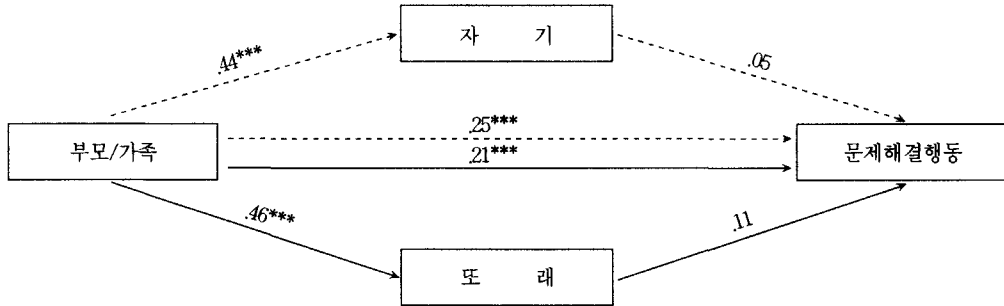 자 기
.44***
.05
부모/가족
.25***
.21***
문제해결행동
.46***
.11
또 래